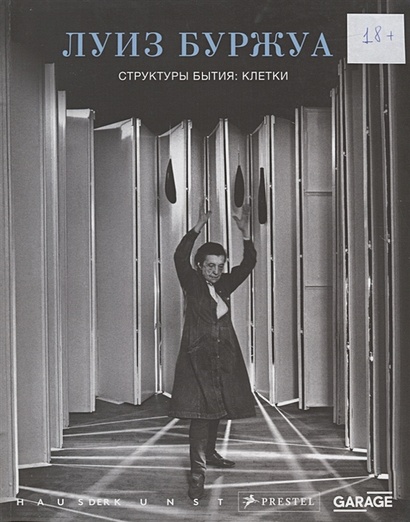 ЛУИЗ БУРЖУА
18+
СТРУКТУРЫ БЫТИЯ: КЛЕТКИ
HAUS DER KUNST
PRESTEL
GARAGE